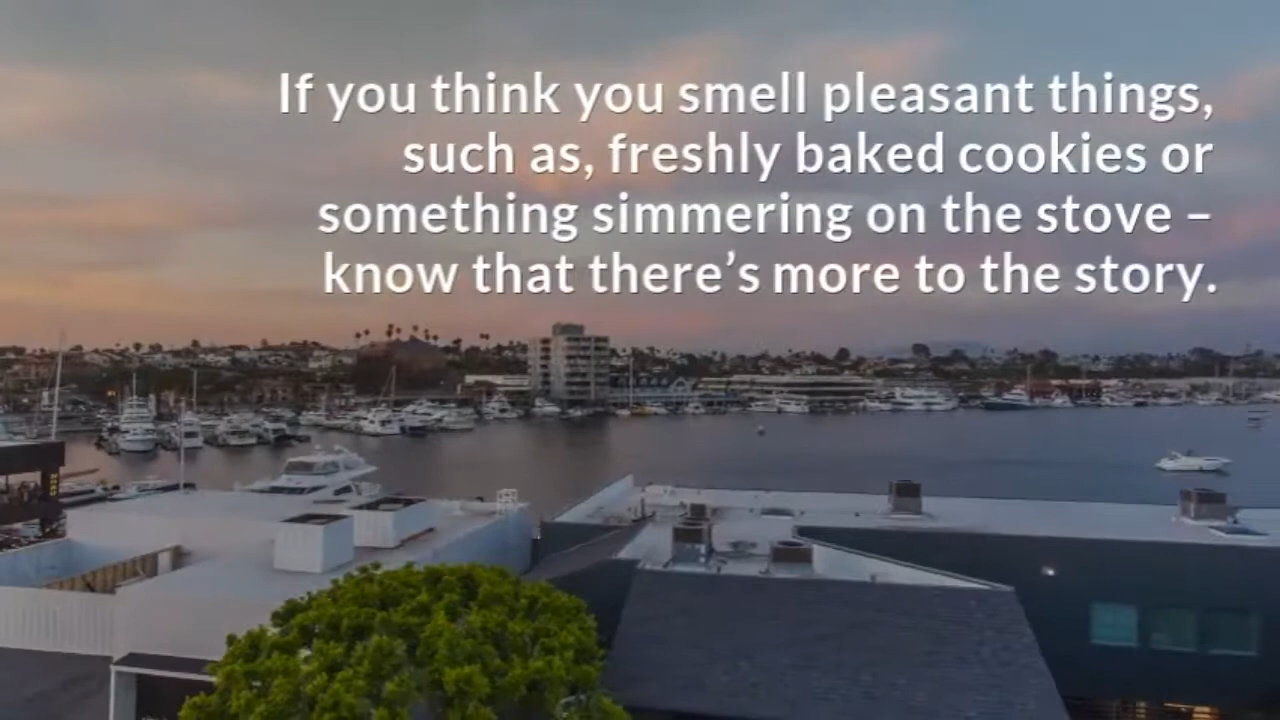 If you think you smell pleasant things,
such as, freshly baked cookies or
something simmering on the stove –
know that there’s more to the story.